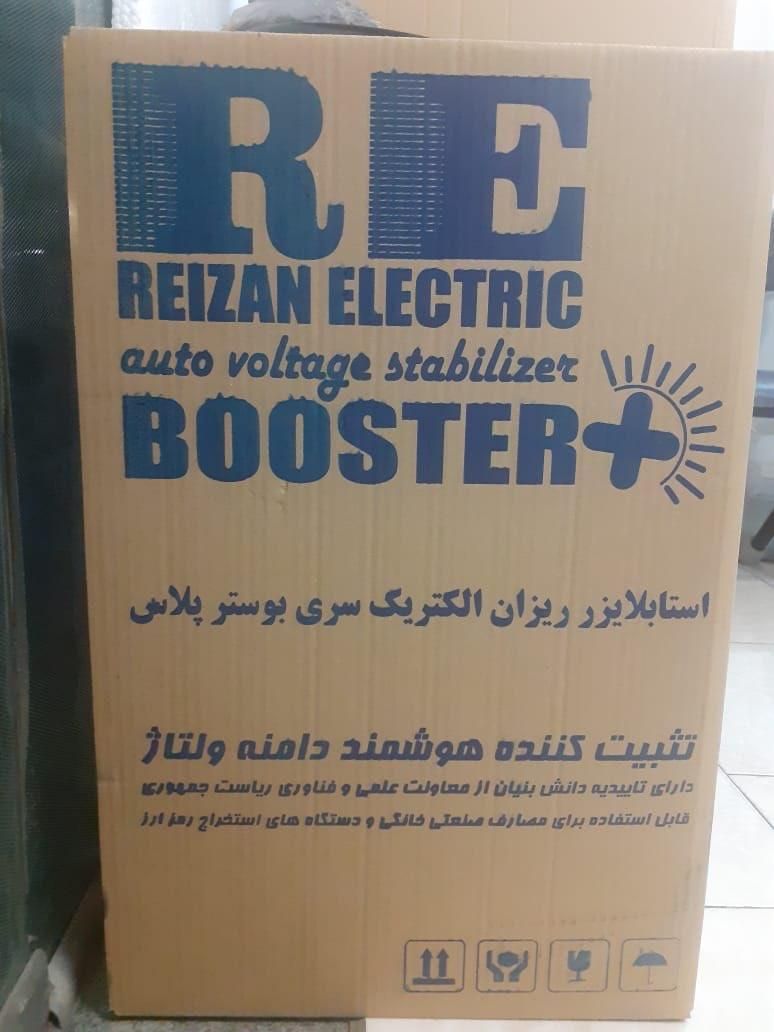 RE
REIZAN ELECTRIC
auto voltage stabilizer
BOOSTER+
استابلایزر ریزان الکتریک سری بوستر پلاس
تثبیت کننده هوشمند دامنه ولتاژ
دارای تاییدیه دانش بنیان از معاونت علمی و فناوری ریاست جمهوری
قابل استفاده برای مصارف صنعتی خانگی و دستگاه های استخراج رمز ارز